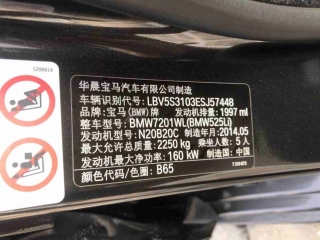 华晨宝马汽车有限公司制造
车辆识别代号: LBV5S3103ESJ57448
品牌: 宝马(BMW)牌 发动机排量: 1997 ml
BMW7201WL(BMW525Li)
发动机型号: N20B20C 制造年月: 2014.05
最大允许总质量: 2250 kg 乘坐人数: 5人
发动机最大净功率: 160 kW 制造国: 中国
颜色代码/色圈: B65